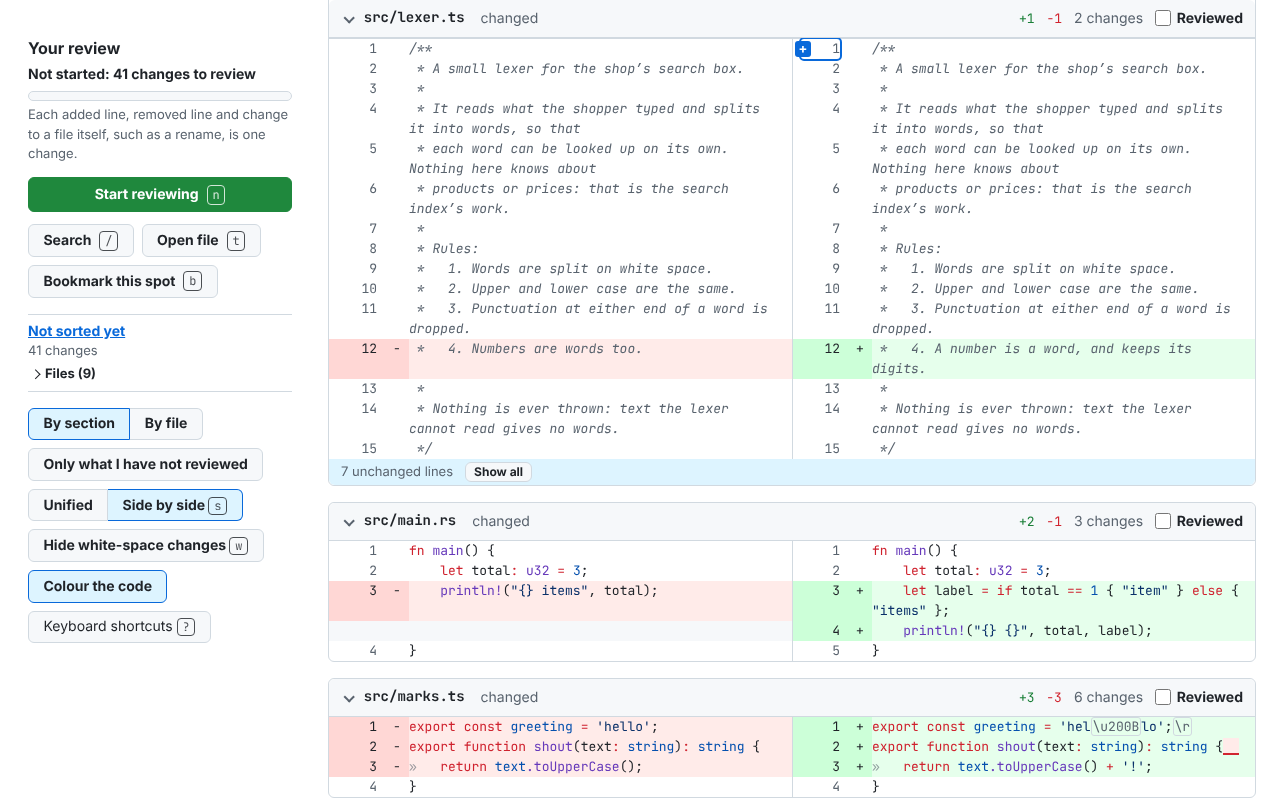 Your review
Not started: 41 changes to review
Each added line, removed line and change
to a file itself, such as a rename, is one
change.
Start reviewing n
Search / Open file t
Bookmark this spot b
Not sorted yet
41 changes
Files (9)
By section By file
Only what I have not reviewed
Unified Side by side s
Hide white-space changes w
Colour the code
Keyboard shortcuts ?
src/lexer.ts changed +1 -1 2 changes Reviewed
1 /** + 1 /**
2 * A small lexer for the shop’s search box. 2 * A small lexer for the shop’s search box.
3 * 3 *
4 * It reads what the shopper typed and splits 4 * It reads what the shopper typed and splits
it into words, so that it into words, so that
5 * each word can be looked up on its own. 5 * each word can be looked up on its own.
Nothing here knows about Nothing here knows about
6 * products or prices: that is the search 6 * products or prices: that is the search
index’s work. index’s work.
7 * 7 *
8 * Rules: 8 * Rules:
9 *   1. Words are split on white space. 9 *   1. Words are split on white space.
10 *   2. Upper and lower case are the same. 10 *   2. Upper and lower case are the same.
11 *   3. Punctuation at either end of a word is 11 *   3. Punctuation at either end of a word is
dropped. dropped.
12 - *   4. Numbers are words too. 12 + *   4. A number is a word, and keeps its
digits.
13 * 13 *
14 * Nothing is ever thrown: text the lexer 14 * Nothing is ever thrown: text the lexer
cannot read gives no words. cannot read gives no words.
15 */ 15 */
7 unchanged lines Show all
src/main.rs changed +2 -1 3 changes Reviewed
1 fn main() { 1 fn main() {
2 let total: u32 = 3; 2 let total: u32 = 3;
3 - println!("{} items", total); 3 + let label = if total == 1 { "item" } else {
"items" };
4 + println!("{} {}", total, label);
4 } 5 }
src/marks.ts changed +3 -3 6 changes Reviewed
1 - export const greeting = 'hello'; 1 + export const greeting = 'hel\u200Blo';\r
2 - export function shout(text: string): string { 2 + export function shout(text: string): string {
3 - » return text.toUpperCase(); 3 + » return text.toUpperCase() + '!';
4 } 4 }